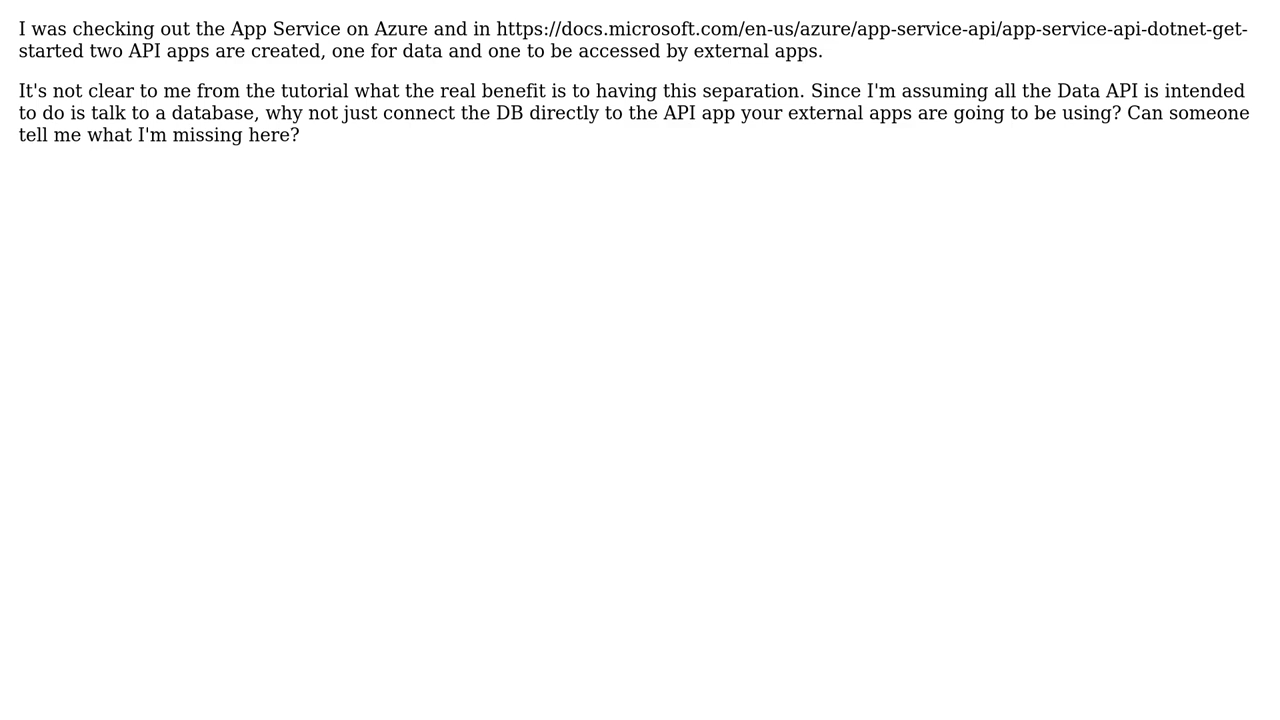 I was checking out the App Service on Azure and in https://docs.microsoft.com/en-us/azure/app-service-api/app-service-api-dotnet-get-
started two API apps are created, one for data and one to be accessed by external apps.
It's not clear to me from the tutorial what the real benefit is to having this separation. Since I'm assuming all the Data API is intended
to do is talk to a database, why not just connect the DB directly to the API app your external apps are going to be using? Can someone
tell me what I'm missing here?